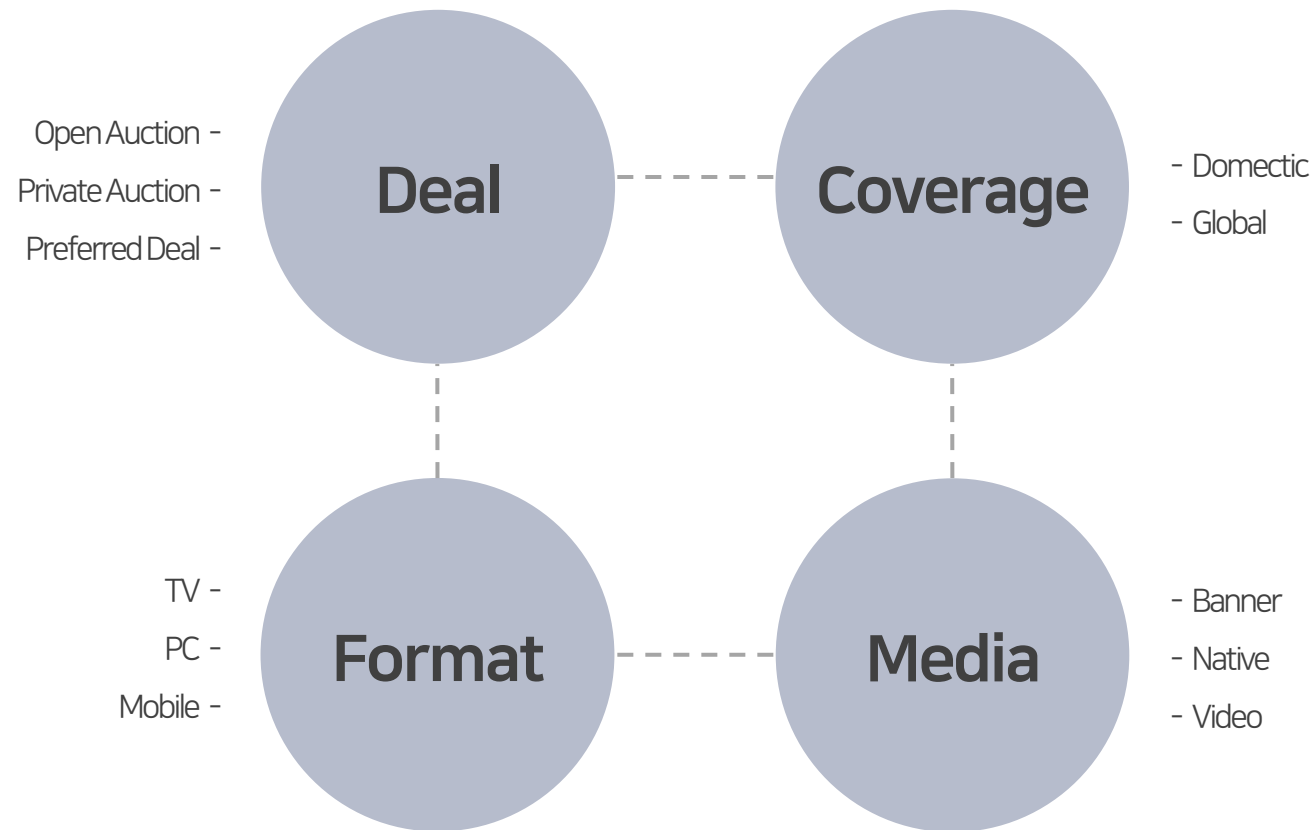 Open Auction -
Private Auction -
Preferred Deal -
Deal
Coverage
- Domectic
- Global
TV -
PC -
Mobile -
Format
Media
- Banner
- Native
- Video